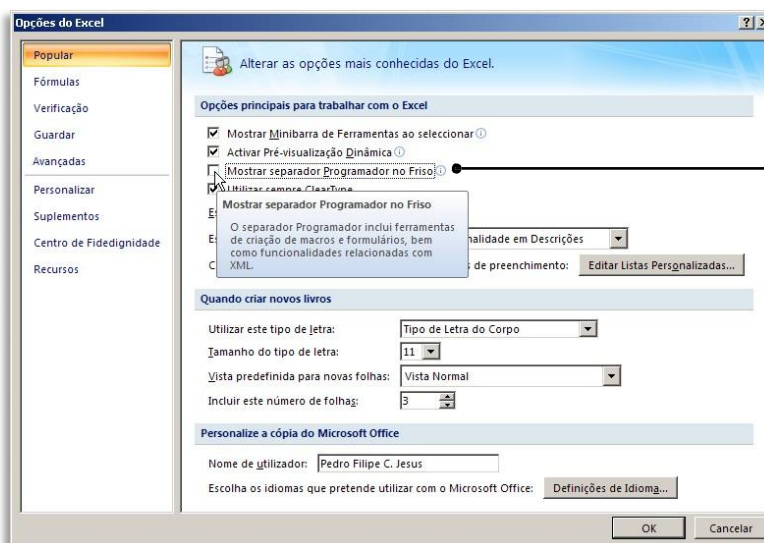 Opções do Excel
Popular
Fórmulas
Verificação
Guardar
Avançadas
Personalizar
Suplementos
Centro de Fidedignidade
Recursos
Alterar as opções mais conhecidas do Excel.
Opções principais para trabalhar com o Excel
Mostrar Minibarra de Ferramentas ao seleccionar
Activar Pré-visualização Dinâmica
Mostrar separador Programador no Friso
Utilizar sempre ClearType
Mostrar separador Programador no Friso
O separador Programador inclui ferramentas
de criação de macros e formulários, bem
como funcionalidades relacionadas com
XML.
em Descrições
de preenchimento: Editar Listas Personalizadas...
Quando criar novos livros
Utilizar este tipo de letra: Tipo de Letra do Corpo
Tamanho do tipo de letra: 11
Vista predefinida para novas folhas: Vista Normal
Incluir este número de folhas: 3
Personalize a cópia do Microsoft Office
Nome de utilizador: Pedro Filipe C. Jesus
Escolha os idiomas que pretende utilizar com o Microsoft Office: Definições de Idioma...
OK Cancelar